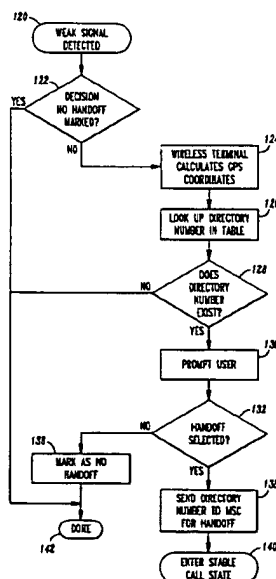 120
WEAK SIGNAL
DETECTED
122
DECISION
NO HANDOFF
MARKED?
YES
NO
WIRELESS TERMINAL
CALCULATES GPS
COORDINATES
LOOK UP DIRECTORY
NUMBER IN TABLE
128
DOES
DIRECTORY
NUMBER
EXIST?
NO
YES
PROMPT USER
132
HANDOFF
SELECTED?
NO
YES
138
MARK AS NO
HANDOFF
SEND DIRECTORY
NUMBER TO MSC
FOR HANDOFF
DONE
142
140
ENTER STABLE
CALL STATE